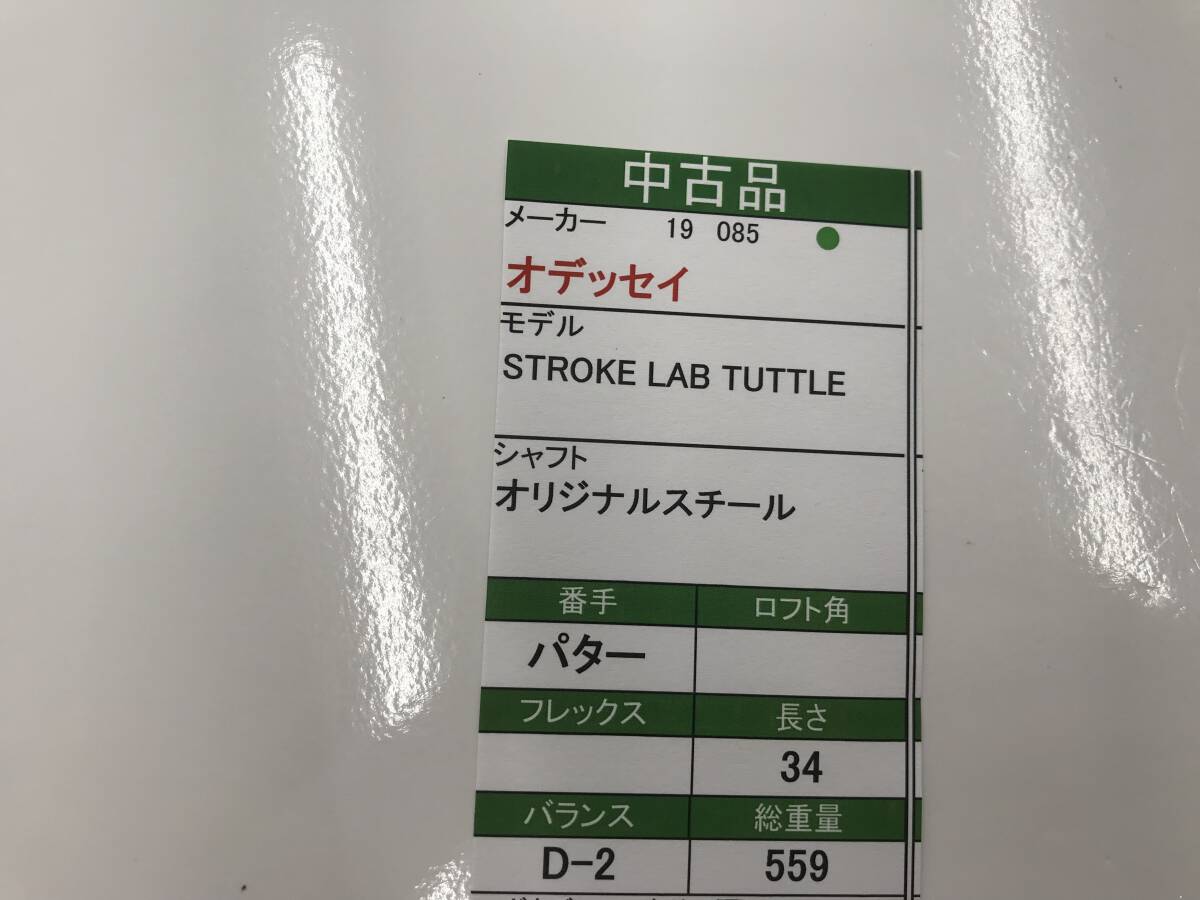 中古品
メーカー 19 085
オデッセイ
モデル
STROKE LAB TUTTLE
シャフト
オリジナルスチール
番手 ロフト角
パター
フレックス 長さ
34
バランス 総重量
D-2 559